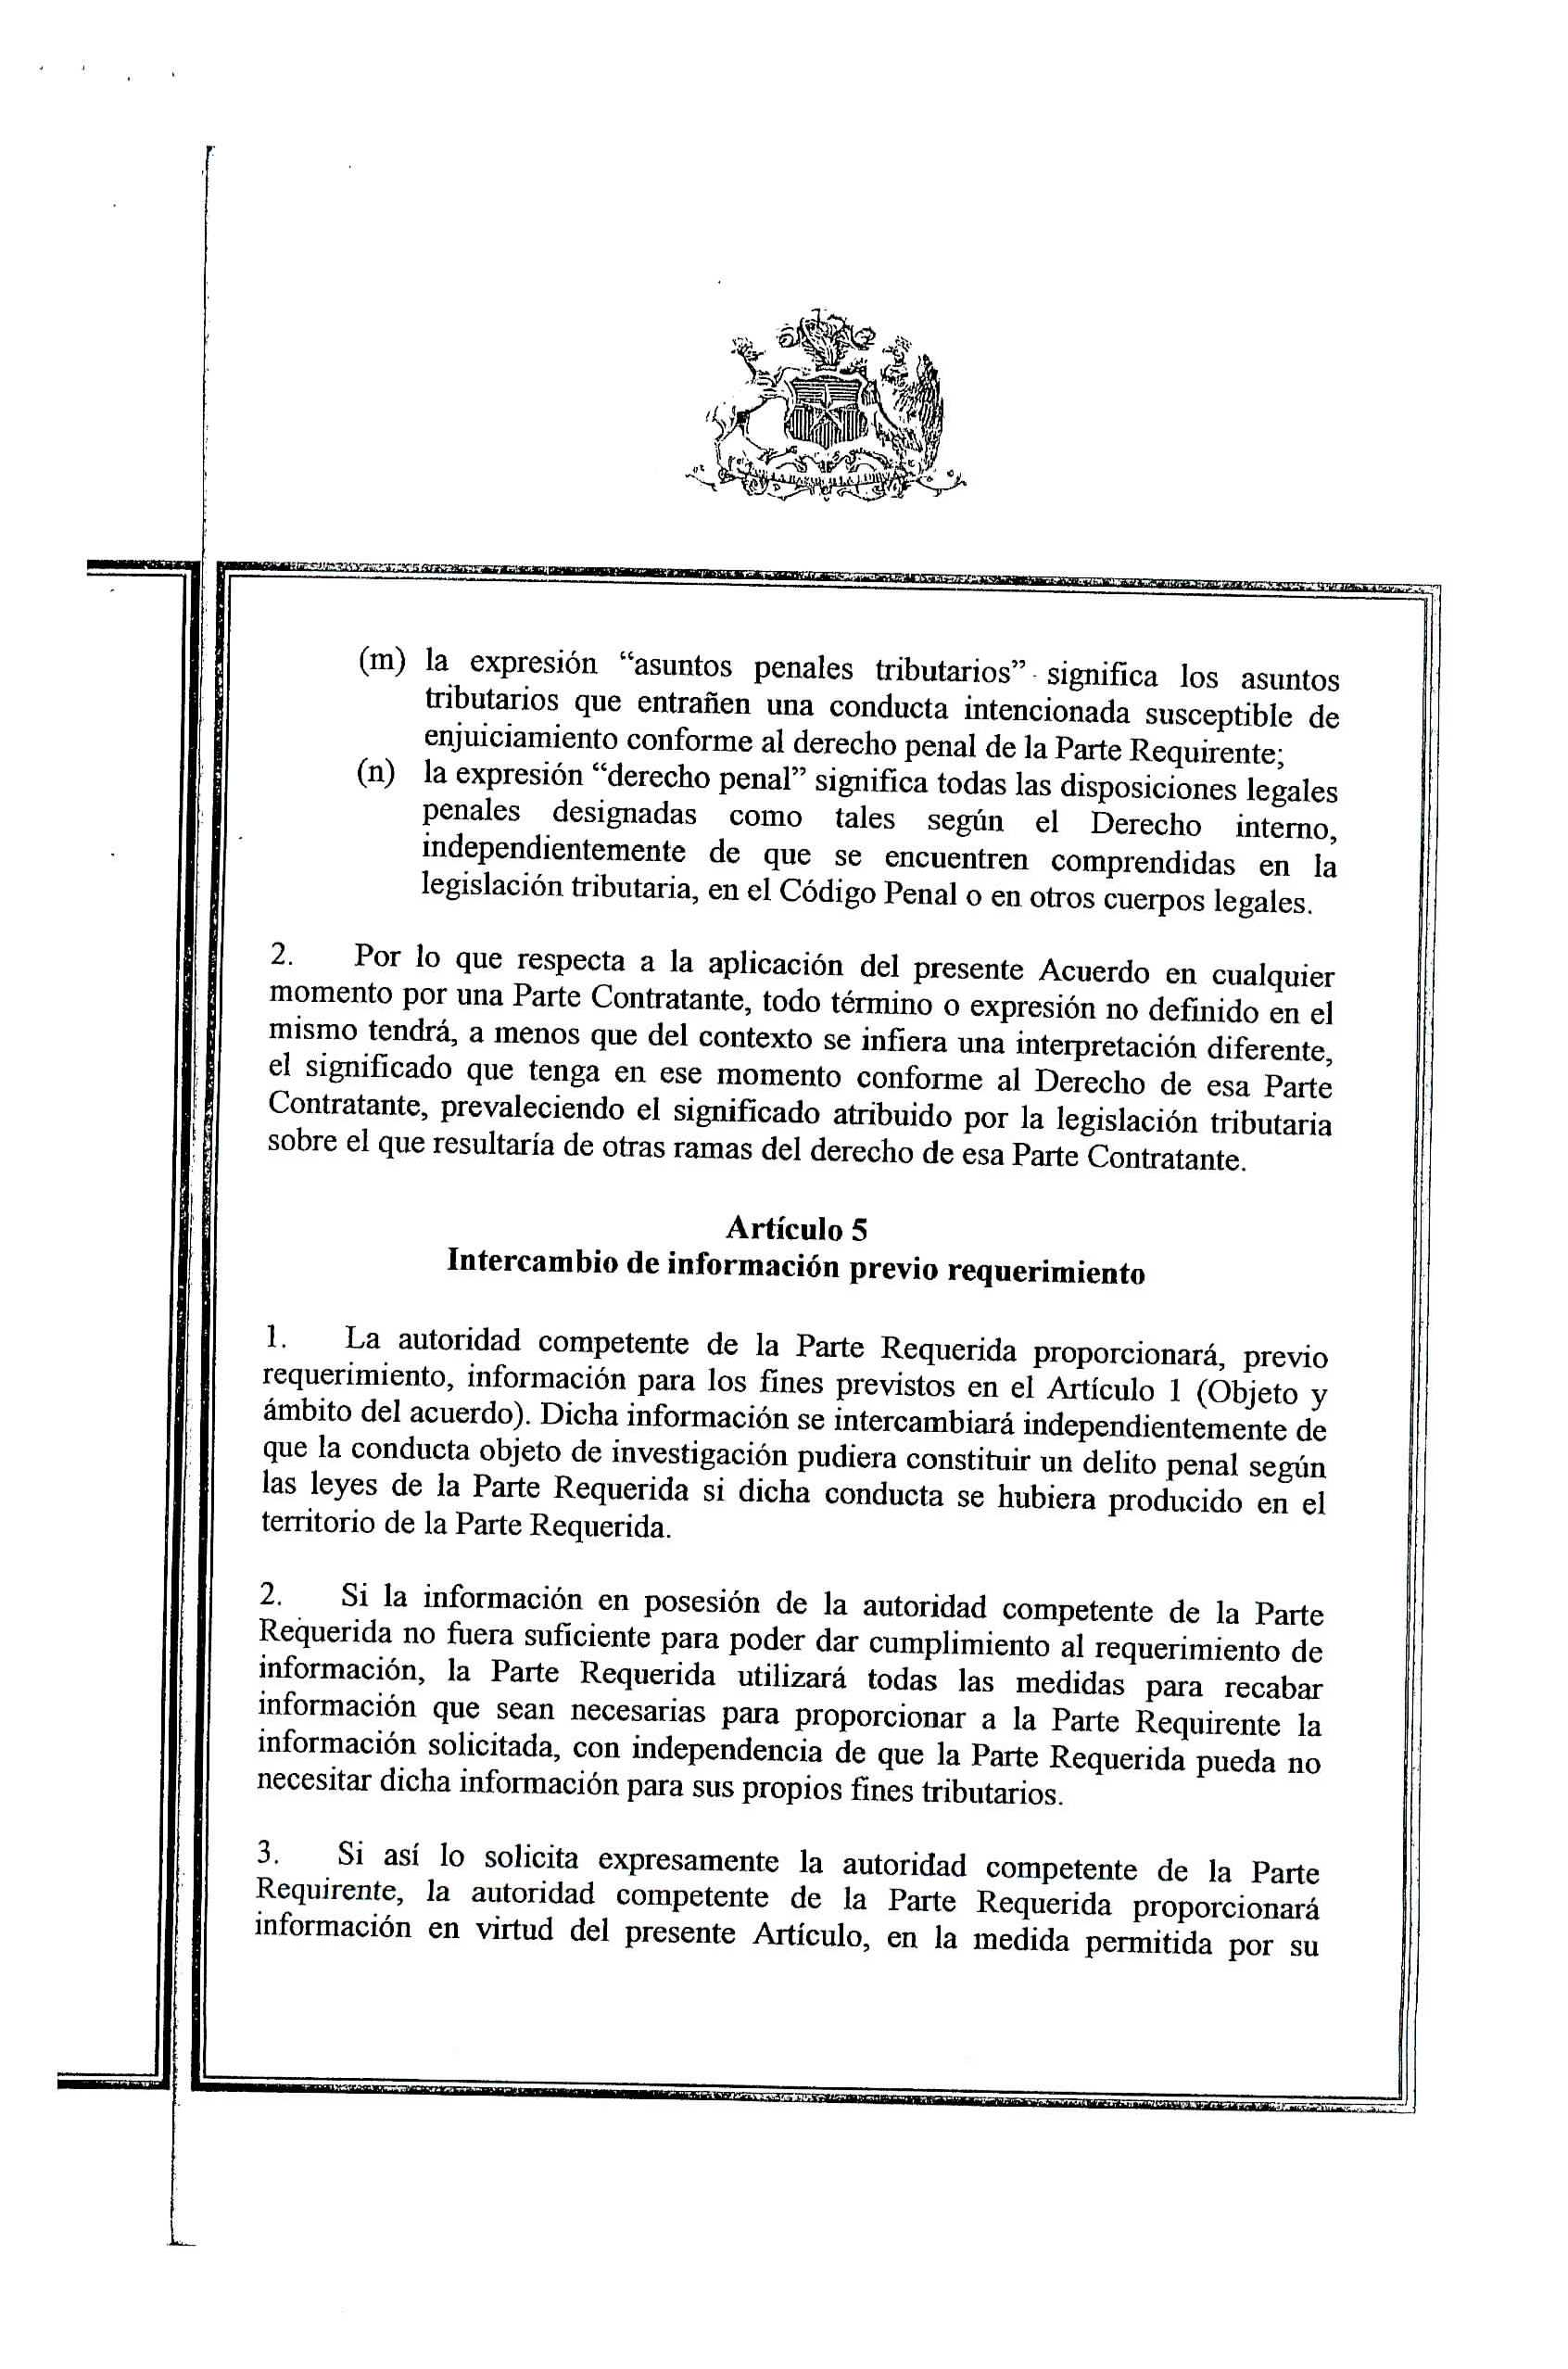 (m) la expresión “asuntos penales tributarios” significa los asuntos
tributarios que entrañen una conducta intencionada susceptible de
enjuiciamiento conforme al derecho penal de la Parte Requirente;
(n) la expresión “derecho penal” significa todas las disposiciones legales
penales designadas como tales según el Derecho interno,
independientemente de que se encuentren comprendidas en la
legislación tributaria, en el Código Penal o en otros cuerpos legales.
2. Por lo que respecta a la aplicación del presente Acuerdo en cualquier
momento por una Parte Contratante, todo término o expresión no definido en el
mismo tendrá, a menos que del contexto se infiera una interpretación diferente,
el significado que tenga en ese momento conforme al Derecho de esa Parte
Contratante, prevaleciendo el significado atribuido por la legislación tributaria
sobre el que resultaría de otras ramas del derecho de esa Parte Contratante.
Artículo 5
Intercambio de información previo requerimiento
1. La autoridad competente de la Parte Requerida proporcionará, previo
requerimiento, información para los fines previstos en el Artículo 1 (Objeto y
ámbito del acuerdo). Dicha información se intercambiará independientemente de
que la conducta objeto de investigación pudiera constituir un delito penal según
las leyes de la Parte Requerida si dicha conducta se hubiera producido en el
territorio de la Parte Requerida.
2. Si la información en posesión de la autoridad competente de la Parte
Requerida no fuera suficiente para poder dar cumplimiento al requerimiento de
información, la Parte Requerida utilizará todas las medidas para recabar
información que sean necesarias para proporcionar a la Parte Requirente la
información solicitada, con independencia de que la Parte Requerida pueda no
necesitar dicha información para sus propios fines tributarios.
3. Si así lo solicita expresamente la autoridad competente de la Parte
Requirente, la autoridad competente de la Parte Requerida proporcionará
información en virtud del presente Artículo, en la medida permitida por su